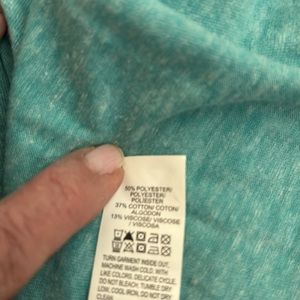 50% POLYESTER/
POLYESTER/
POLIESTER
37% COTTON/ COTON/
ALGODON
13% VISCOSE/ VISCOSE
/ VISCOSA
TURN GARMENT INSIDE OUT,
MACHINE WASH COLD, WITH
LIKE COLORS, DELICATE CYCLE,
DO NOT BLEACH, TUMBLE DRY
LOW, COOL IRON, DO NOT DRY
CLEAN